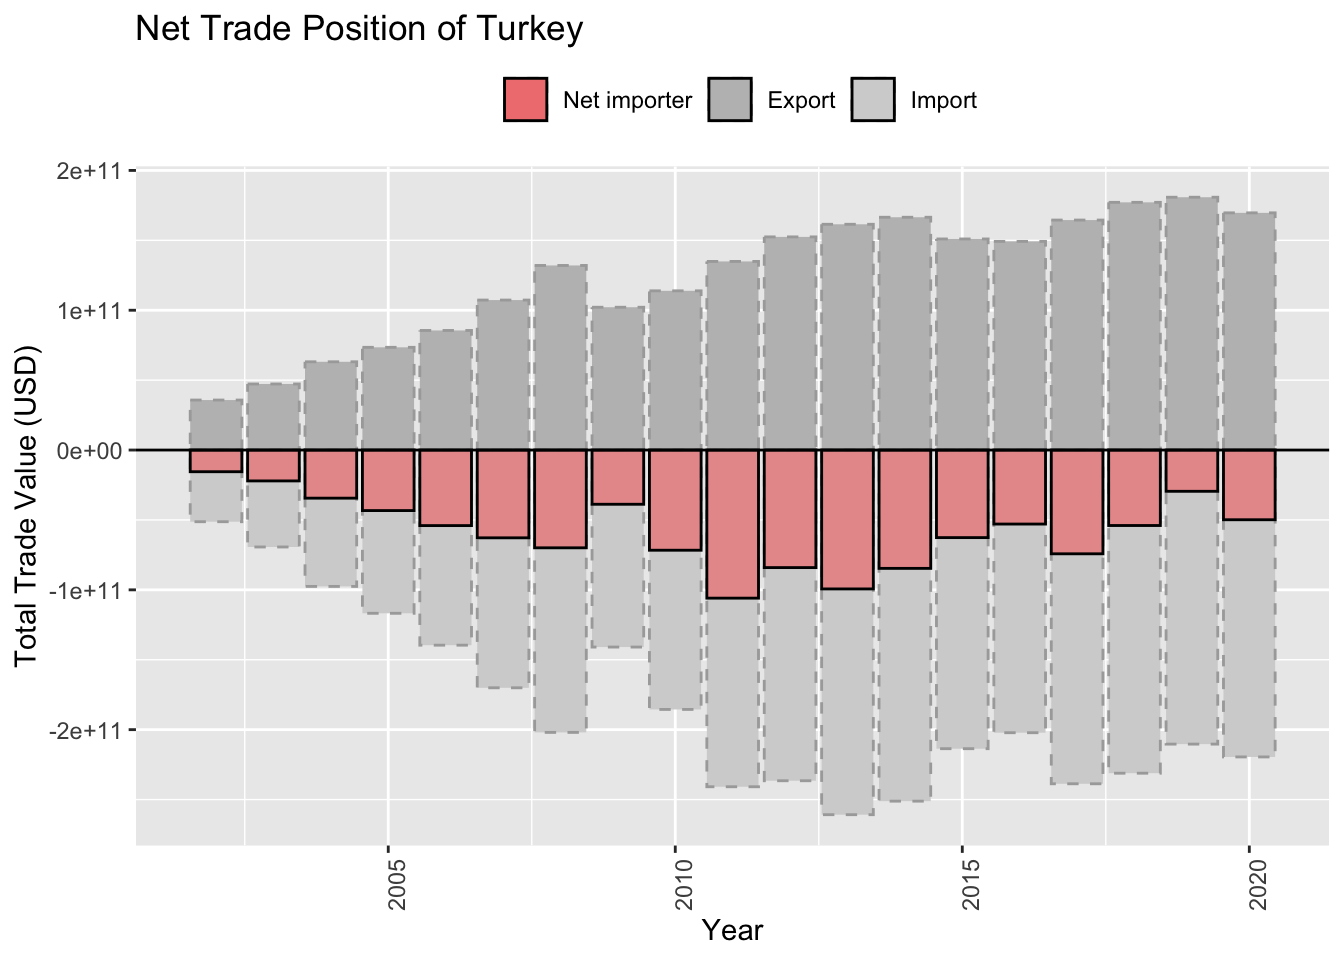 Net Trade Position of Turkey
Net importer Export Import
Total Trade Value (USD)
2e+11
1e+11
0e+00
-1e+11
-2e+11
2005 2010 2015 2020
Year